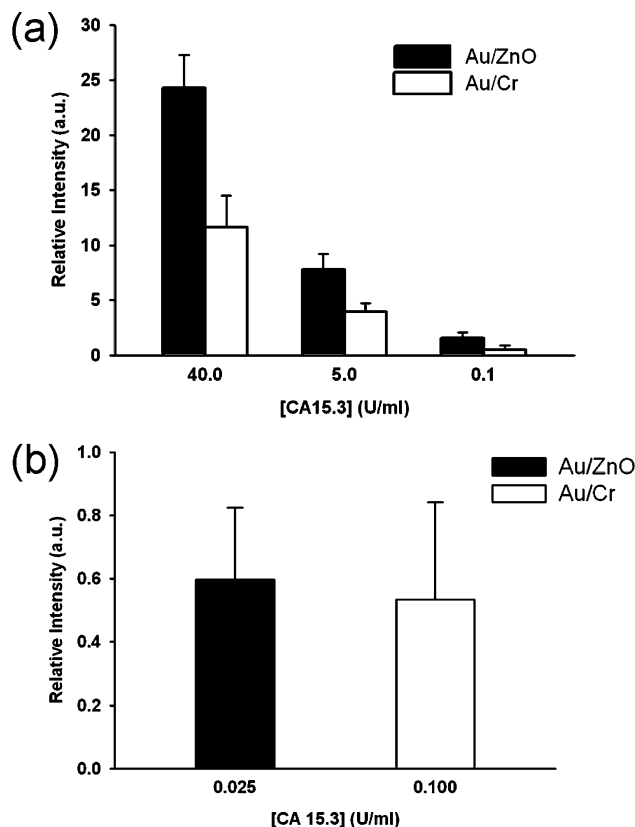 (a)
30
25
20
15
10
5
0
Relative Intensity (a.u.)
Au/ZnO
Au/Cr
40.0 5.0 0.1
[CA15.3] (U/ml)
(b)
1.0
0.8
0.6
0.4
0.2
0.0
Relative Intensity (a.u.)
Au/ZnO
Au/Cr
0.025 0.100
[CA 15.3] (U/ml)